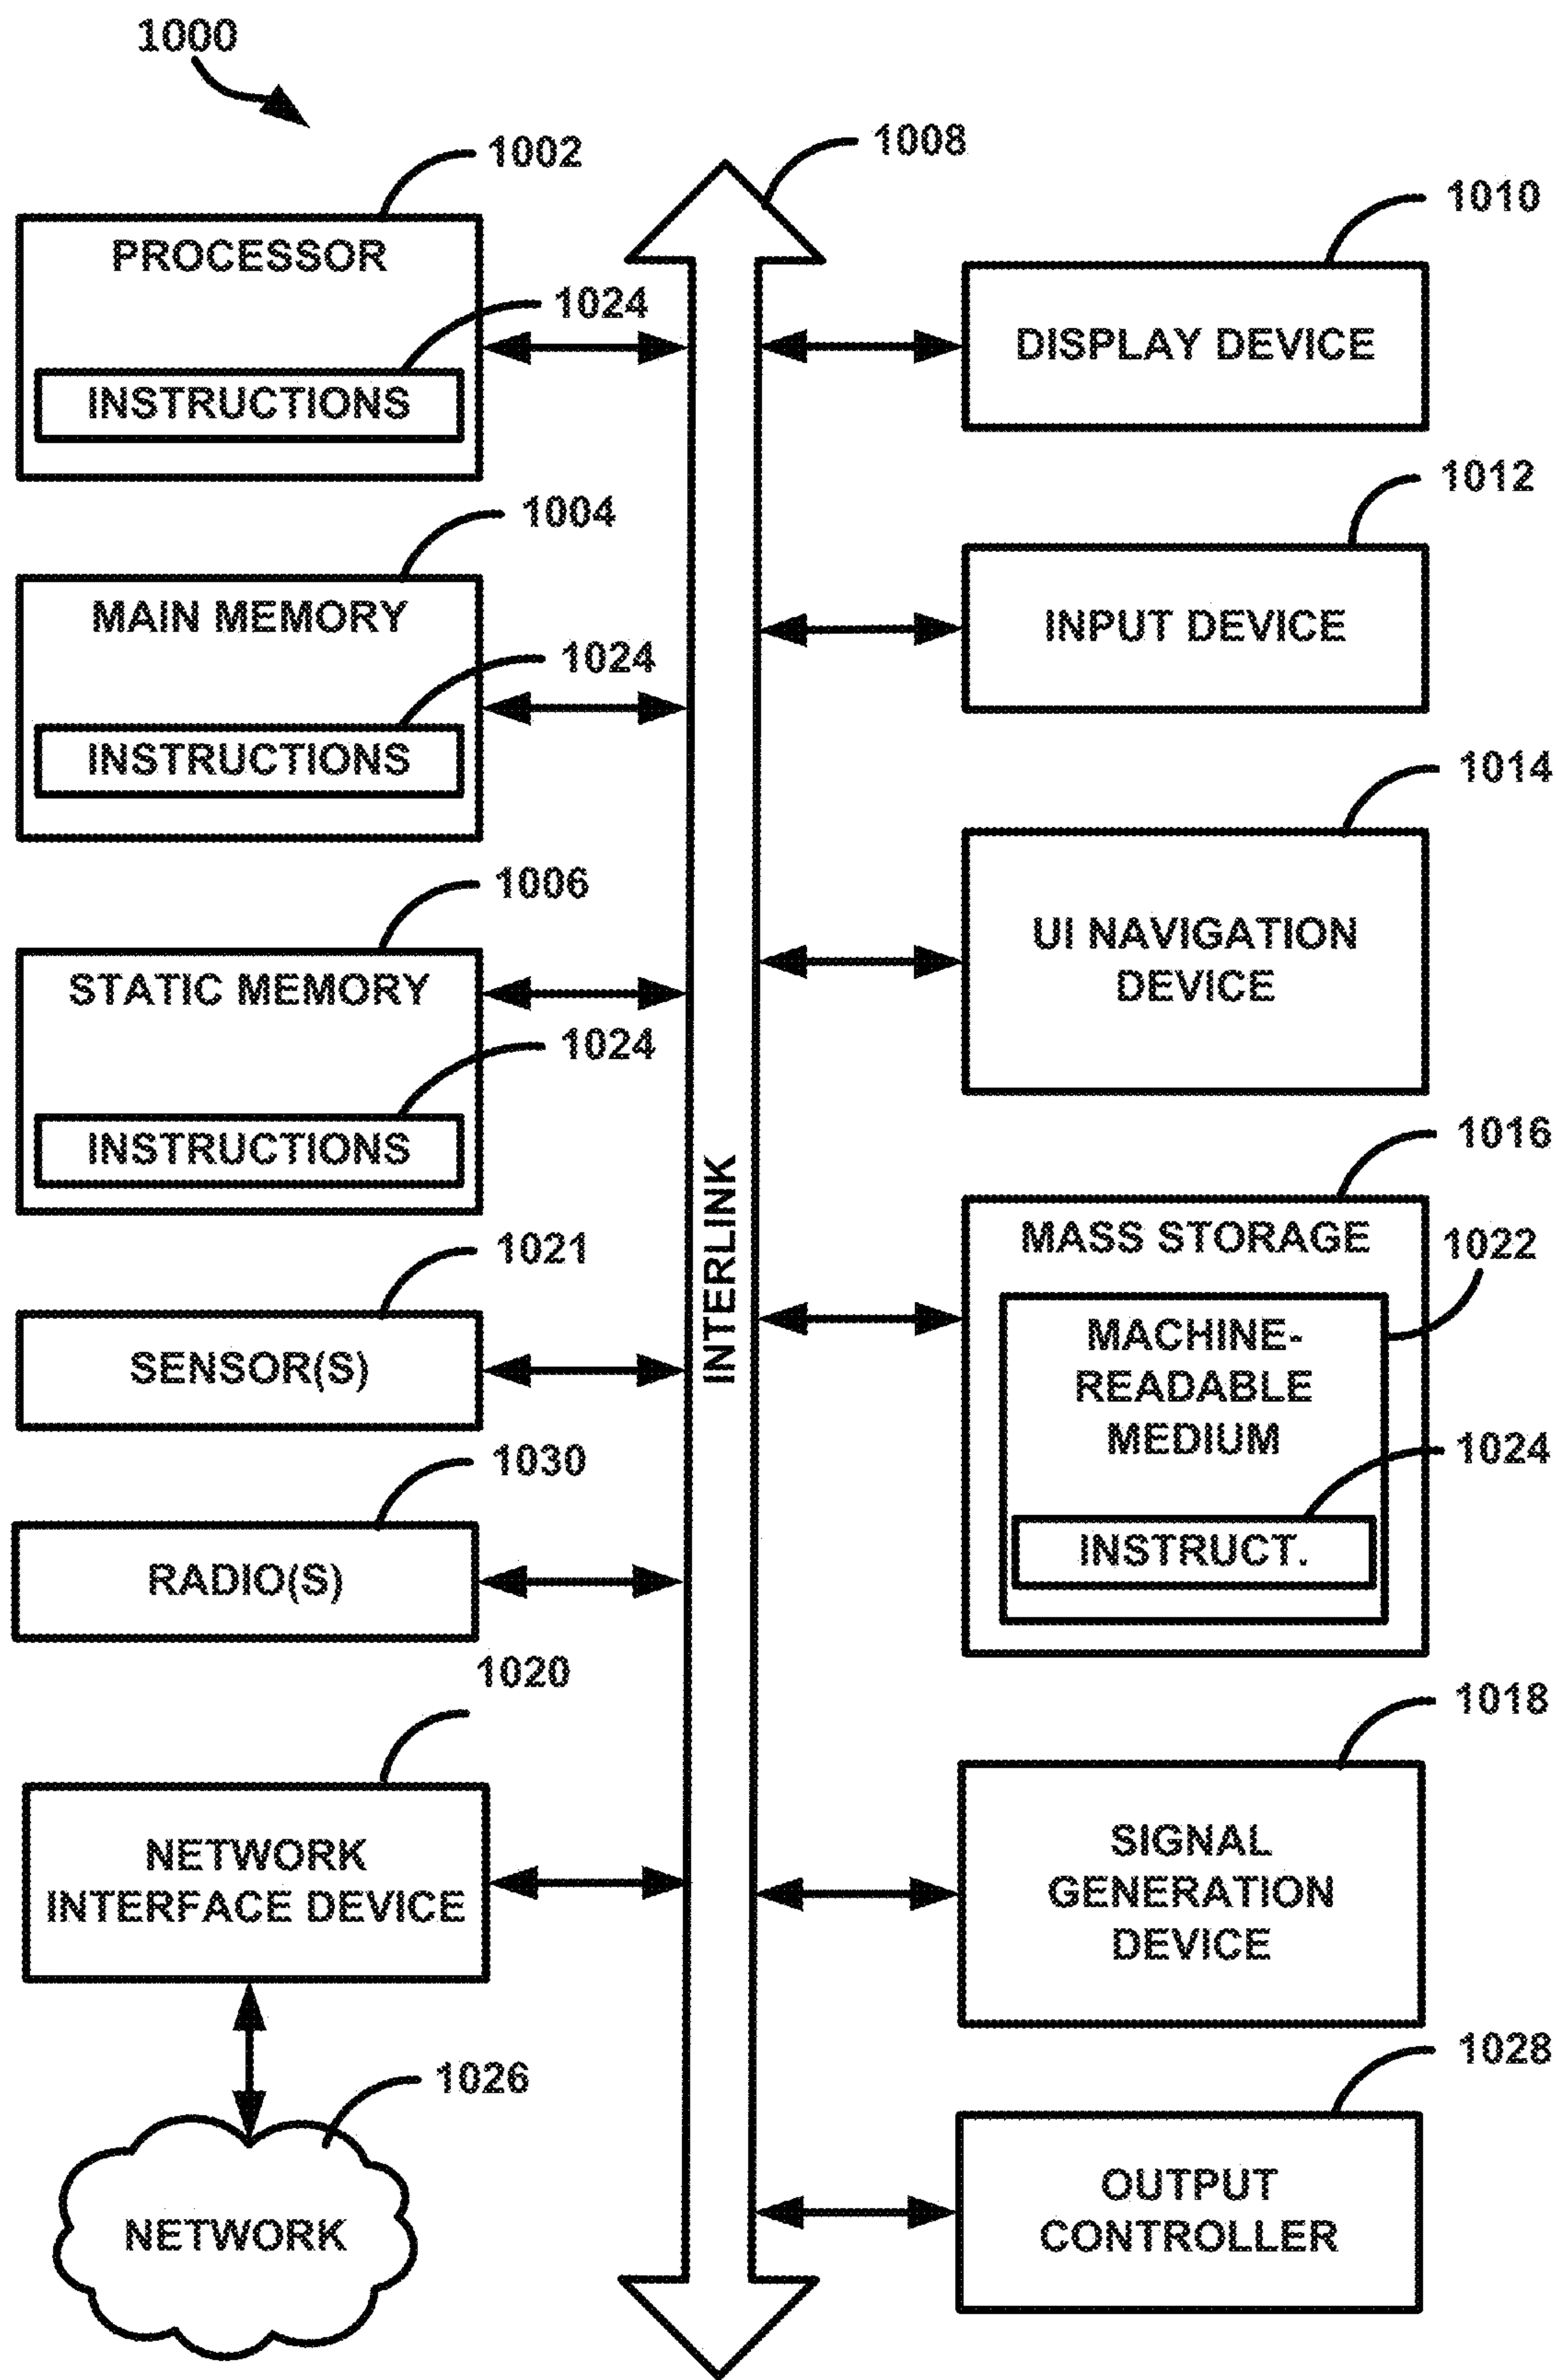 1000
1002
PROCESSOR
1024
INSTRUCTIONS
1004
MAIN MEMORY
1024
INSTRUCTIONS
1006
STATIC MEMORY
1024
INSTRUCTIONS
1021
SENSOR(S)
1030
RADIO(S)
1020
NETWORK
INTERFACE DEVICE
1026
NETWORK
1008
INTERLINK
1010
DISPLAY DEVICE
1012
INPUT DEVICE
1014
UI NAVIGATION
DEVICE
1016
MASS STORAGE
1022
MACHINE-
READABLE
MEDIUM
1024
INSTRUCT.
1018
SIGNAL
GENERATION
DEVICE
1028
OUTPUT
CONTROLLER